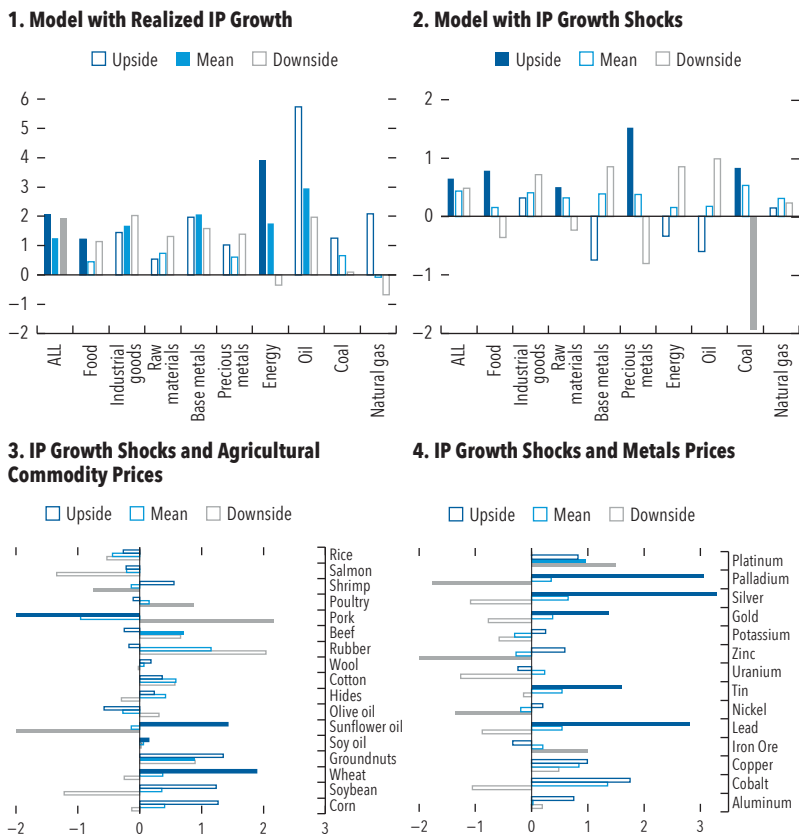 1. Model with Realized IP Growth
Upside Mean Downside
6
5
4
3
2
1
0
−1
−2
ALL
Food
Industrial goods
Raw materials
Base metals
Precious metals
Energy
Oil
Coal
Natural gas
2. Model with IP Growth Shocks
Upside Mean Downside
2
1
0
−1
−2
ALL
Food
Industrial goods
Raw materials
Base metals
Precious metals
Energy
Oil
Coal
Natural gas
3. IP Growth Shocks and Agricultural
Commodity Prices
Upside Mean Downside
Rice
Salmon
Shrimp
Poultry
Pork
Beef
Rubber
Wool
Cotton
Hides
Olive oil
Sunflower oil
Soy oil
Groundnuts
Wheat
Soybean
Corn
−2 −1 0 1 2 3
4. IP Growth Shocks and Metals Prices
Upside Mean Downside
Platinum
Palladium
Silver
Gold
Potassium
Zinc
Uranium
Tin
Nickel
Lead
Iron Ore
Copper
Cobalt
Aluminum
−2 −1 0 1 2 3